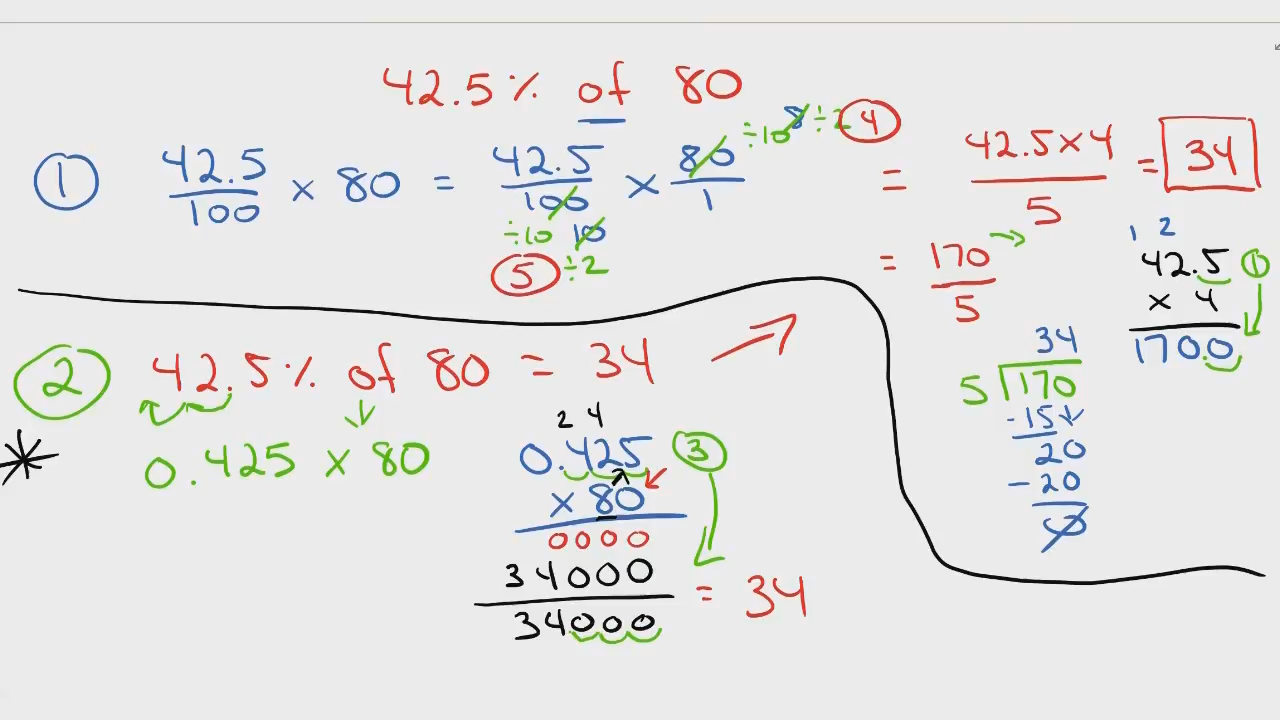 42.5% of 80
① 42.5/100 × 80 = 42.5/100 × 80/1
÷10 8 ÷2 ④
÷10 10
⑤ ÷2
= 42.5×4/5 = 34
= 170/5
1 2
42.5 ①
× 4
170.0
34
5 170
-15
20
-20
0
② 42.5% of 80 = 34
0.425 × 80
2 4
0.425 ③
× 80
0000
34000
34000 = 34